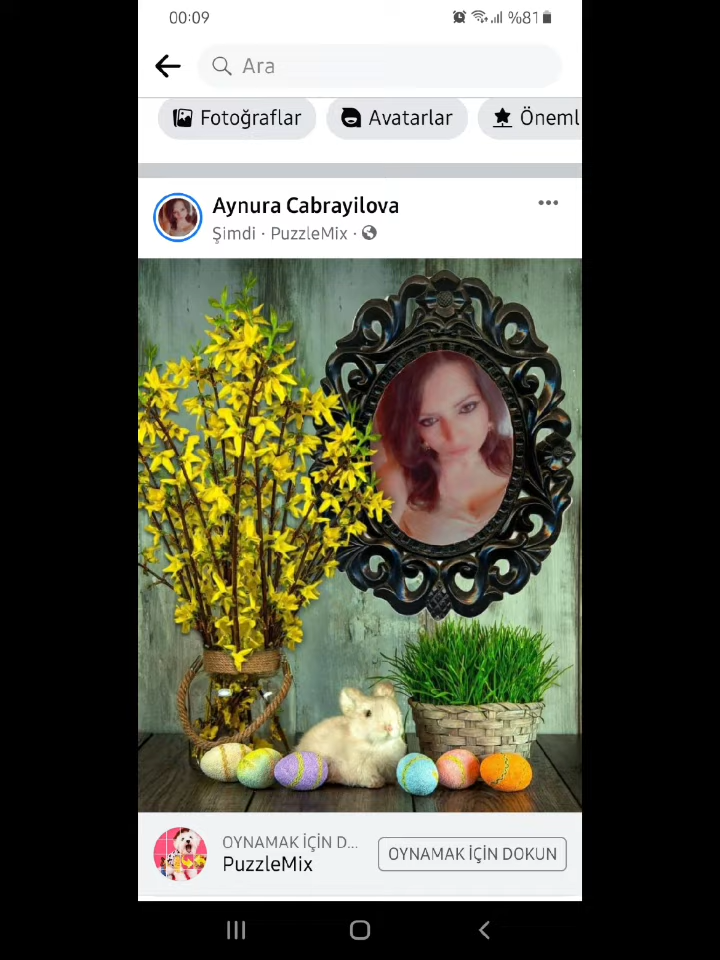 00:09 %81
Ara
Fotoğraflar Avatarlar Öneml
Aynura Cabrayilova
Şimdi · PuzzleMix ·
OYNAMAK İÇİN D...
PuzzleMix
OYNAMAK İÇİN DOKUN